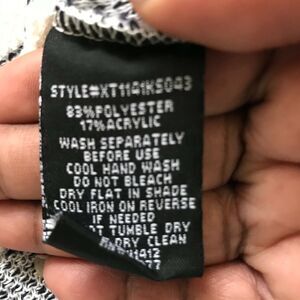 STYLE#XT1141KS043
83%POLYESTER
17%ACRYLIC
WASH SEPARATELY
BEFORE USE
COOL HAND WASH
DO NOT BLEACH
DRY FLAT IN SHADE
COOL IRON ON REVERSE
IF NEEDED
TUMBLE DRY
DRY CLEAN